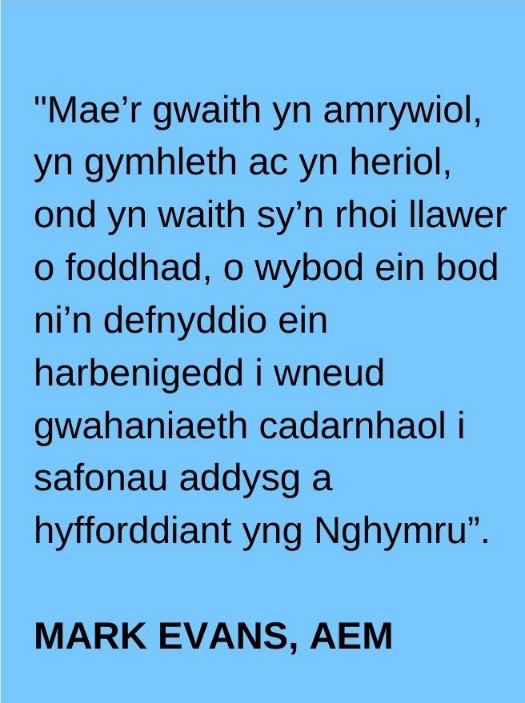 "Mae’r gwaith yn amrywiol,
yn gymhleth ac yn heriol,
ond yn waith sy’n rhoi llawer
o foddhad, o wybod ein bod
ni’n defnyddio ein
harbenigedd i wneud
gwahaniaeth cadarnhaol i
safonau addysg a
hyfforddiant yng Nghymru”.
MARK EVANS, AEM